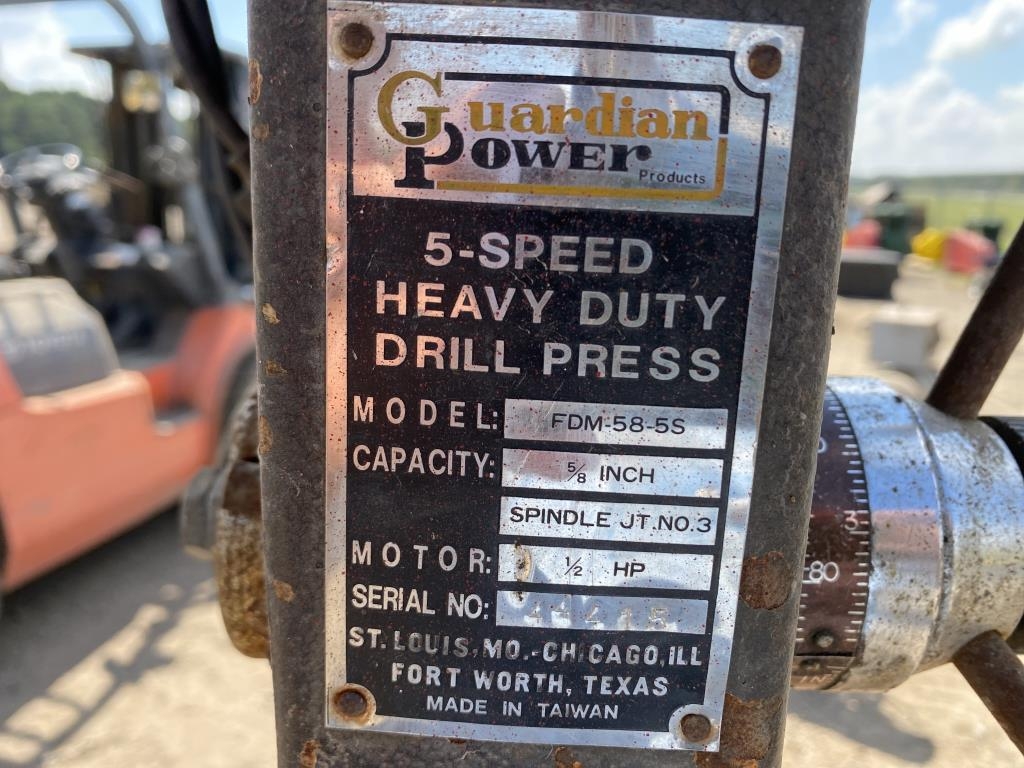 Guardian
Power
Products
5-SPEED
HEAVY DUTY
DRILL PRESS
MODEL: FDM-58-5S
CAPACITY: 5/8 INCH
SPINDLE JT.NO.3
MOTOR: 1/2 HP
SERIAL NO:
ST. LOUIS, MO.-CHICAGO, ILL
FORT WORTH, TEXAS
MADE IN TAIWAN
3
80